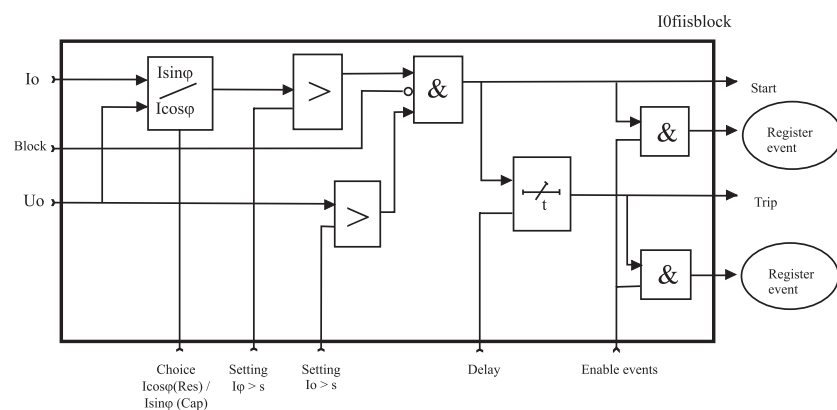 I0fiisblock
Io
Isinφ
Icosφ
>
&
Start
Block
&
Register
event
Uo
>
t
Trip
&
Register
event
Choice
Icosφ(Res) /
Isinφ (Cap)
Setting
Iφ > s
Setting
Io > s
Delay
Enable events